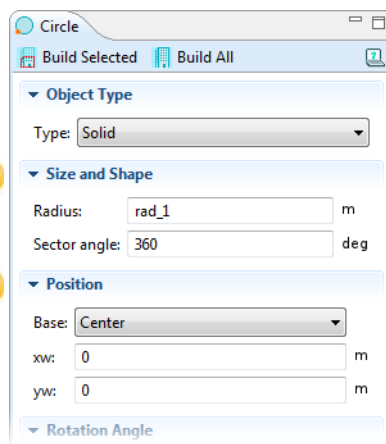 Circle
Build Selected Build All
Object Type
Type: Solid
Size and Shape
Radius: rad_1 m
Sector angle: 360 deg
Position
Base: Center
xw: 0 m
yw: 0 m
Rotation Angle